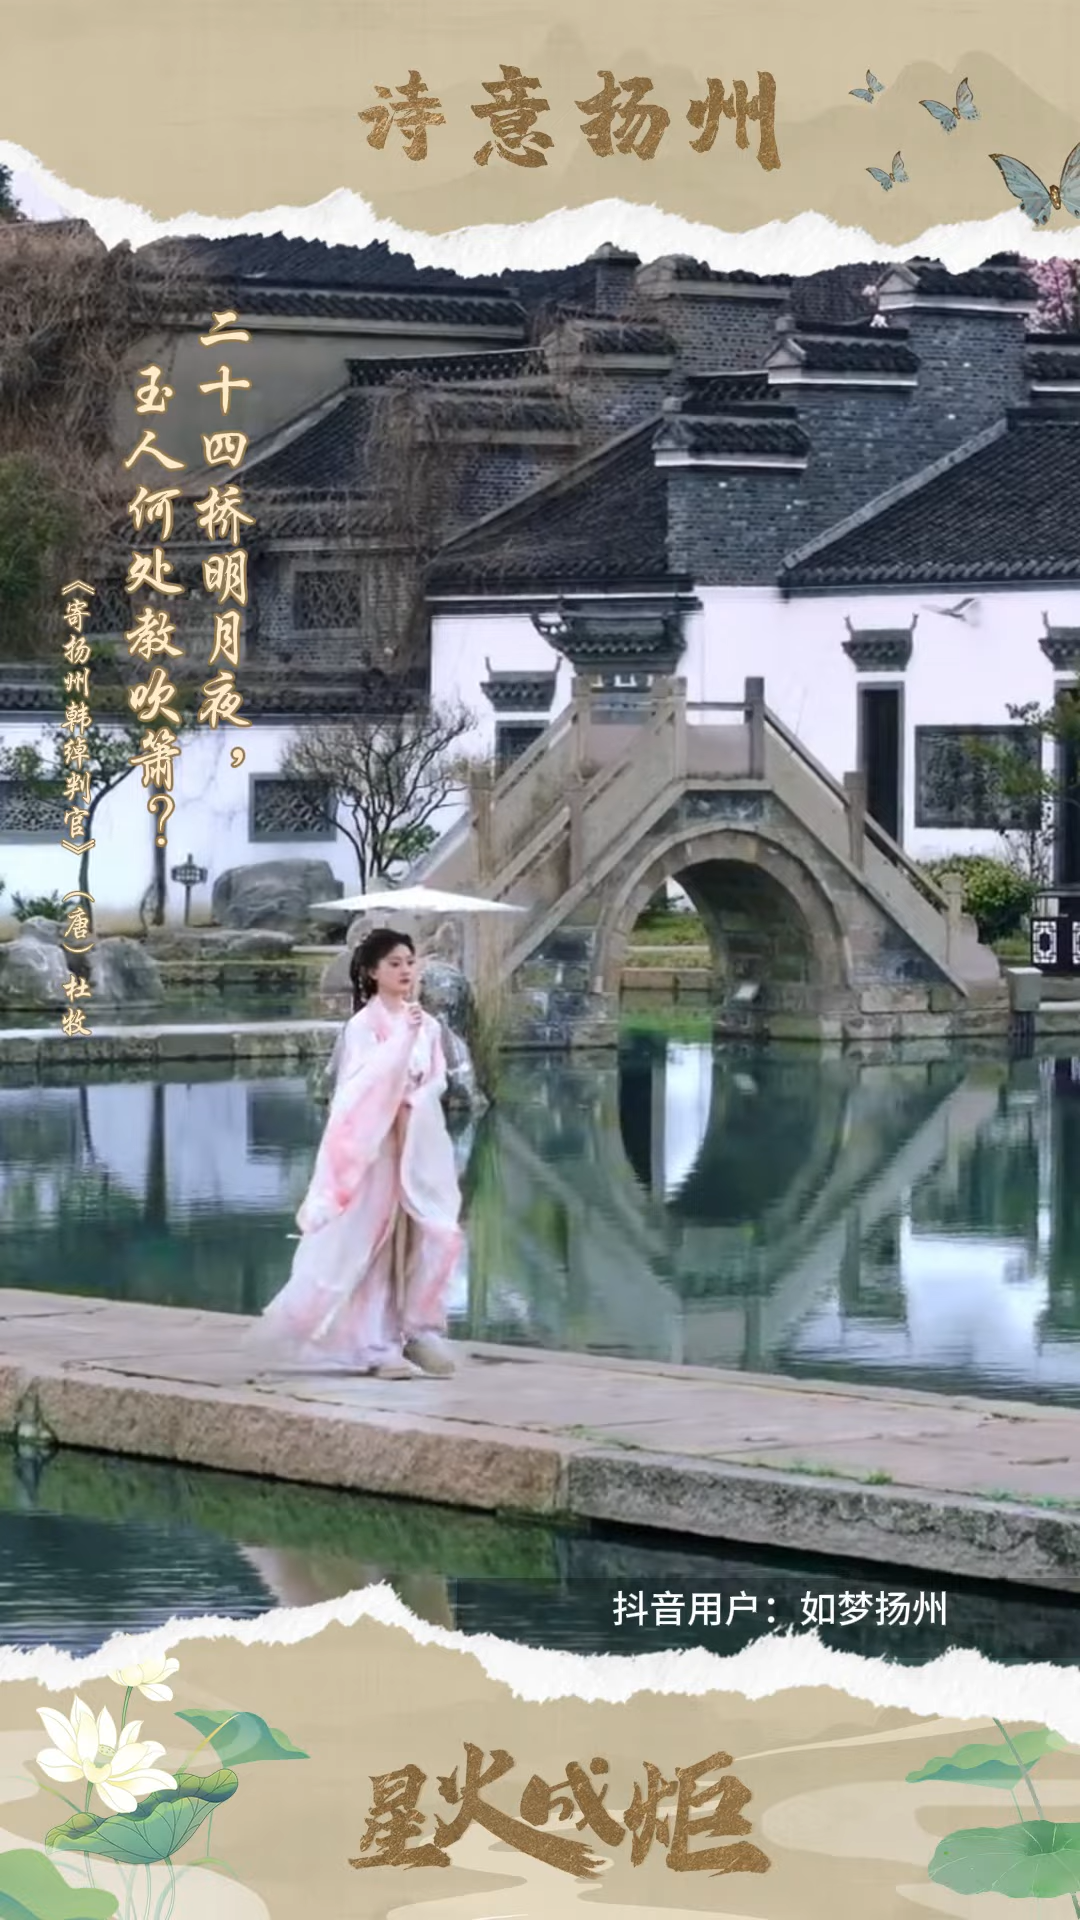 诗意扬州
二十四桥明月夜，
玉人何处教吹箫？
《寄扬州韩绰判官》（唐）杜牧
抖音用户：如梦扬州
星火成炬